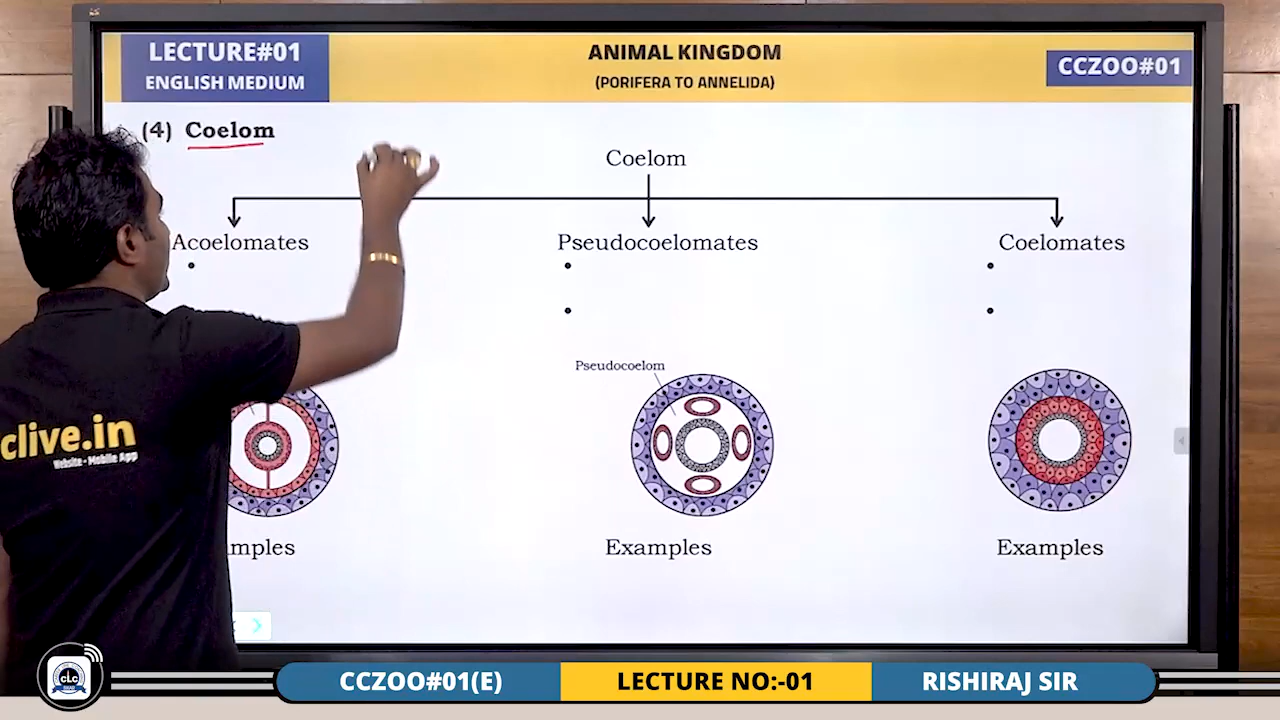 LECTURE#01
ENGLISH MEDIUM
ANIMAL KINGDOM
(PORIFERA TO ANNELIDA)
CCZOO#01
(4) Coelom
Coelom
Acoelomates
Pseudocoelomates
Coelomates
Pseudocoelom
mples
Examples
Examples
clive.in
Website - Mobile App
CLC
CCZOO#01(E)
LECTURE NO:-01
RISHIRAJ SIR